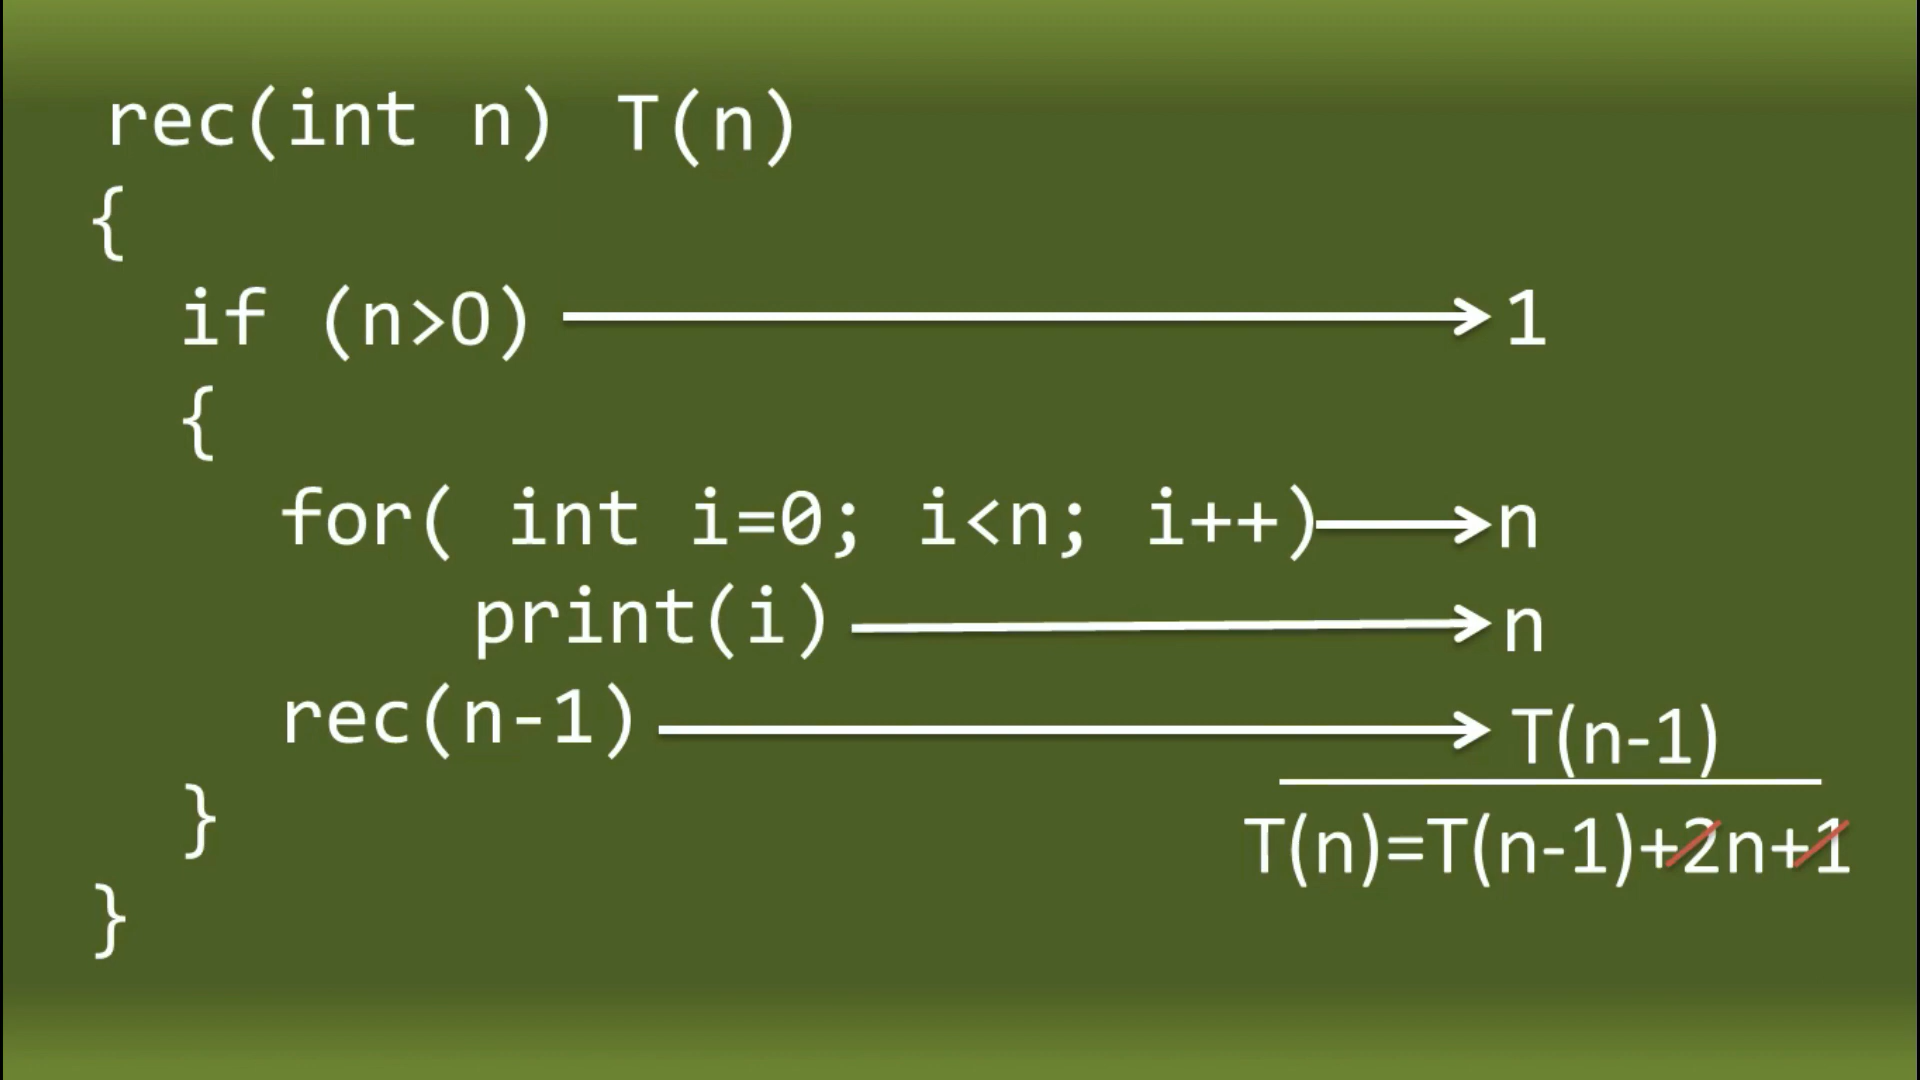 rec(int n) T(n)
{
if (n>0) 1
{
for( int i=0; i<n; i++) n
print(i) n
rec(n-1) T(n-1)
}
T(n)=T(n-1)+2n+1
}